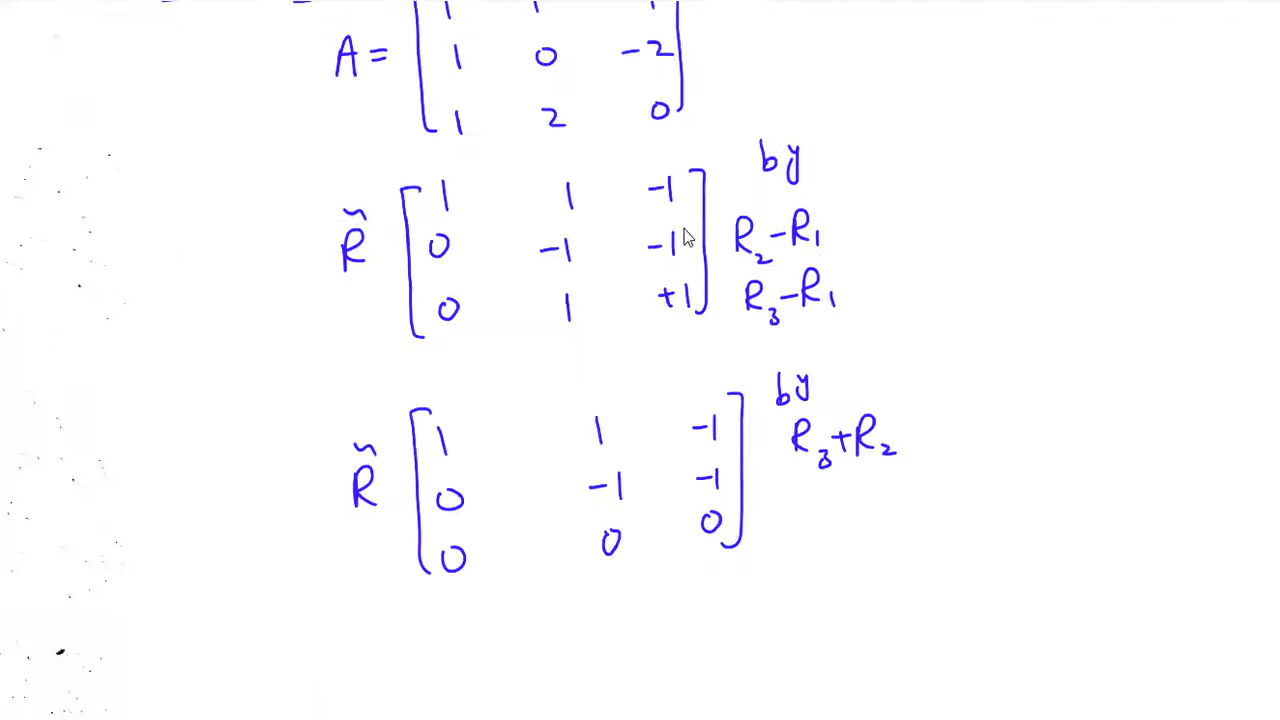 A = 1 0 -2
1 2 0
by
R 1 1 -1
0 -1 -1 R2-R1
0 1 +1 R3-R1
by
R 1 1 -1 R3+R2
0 -1 -1
0 0 0